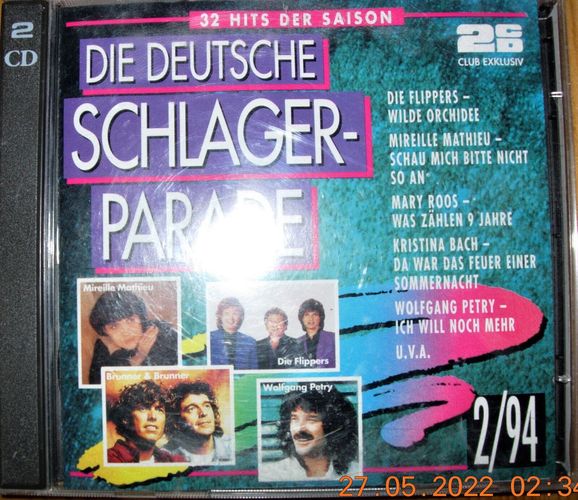 2
CD
32 HITS DER SAISON
DIE DEUTSCHE
SCHLAGER-
PARADE
2CD
CLUB EXKLUSIV
DIE FLIPPERS –
WILDE ORCHIDEE
MIREILLE MATHIEU –
SCHAU MICH BITTE NICHT
SO AN
MARY ROOS –
WAS ZÄHLEN 9 JAHRE
KRISTINA BACH –
DA WAR DAS FEUER EINER
SOMMERNACHT
WOLFGANG PETRY –
ICH WILL NOCH MEHR
U.V.A.
Mireille Mathieu
Die Flippers
Brunner & Brunner
Wolfgang Petry
2/94
27.05.2022 02:3